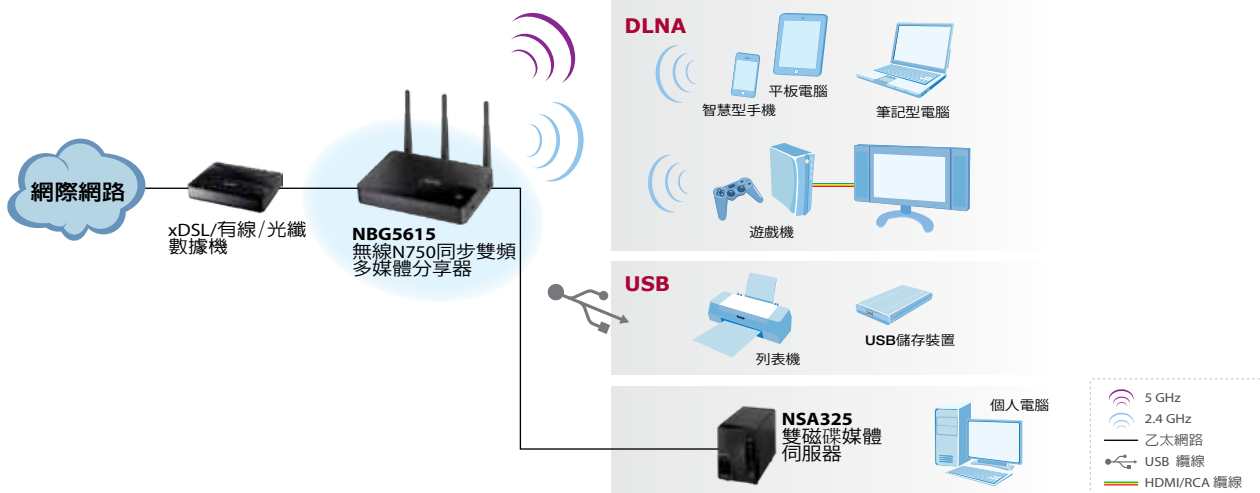 DLNA
平板電腦
智慧型手機
筆記型電腦
網際網路
xDSL/有線/光纖
數據機
NBG5615
無線N750同步雙頻
多媒體分享器
遊戲機
USB
列表機
USB儲存裝置
NSA325
雙磁碟媒體
伺服器
個人電腦
5 GHz
2.4 GHz
乙太網路
USB 纜線
HDMI/RCA 纜線